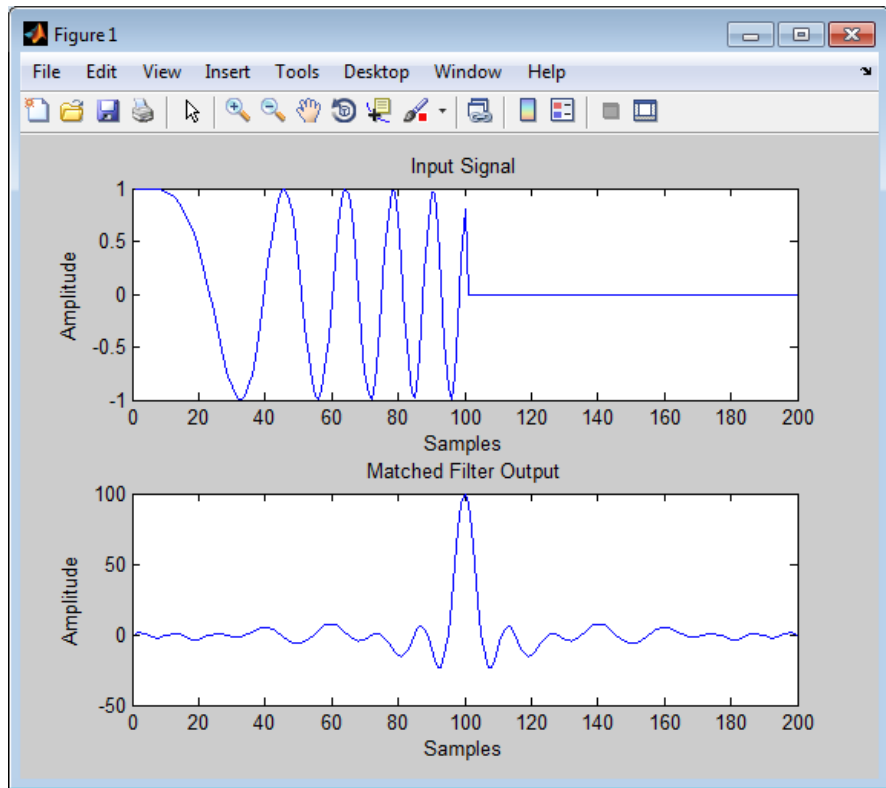 Figure 1
File Edit View Insert Tools Desktop Window Help
Input Signal
1
0.5
0
-0.5
-1
Amplitude
0 20 40 60 80 100 120 140 160 180 200
Samples
Matched Filter Output
100
50
0
-50
Amplitude
0 20 40 60 80 100 120 140 160 180 200
Samples